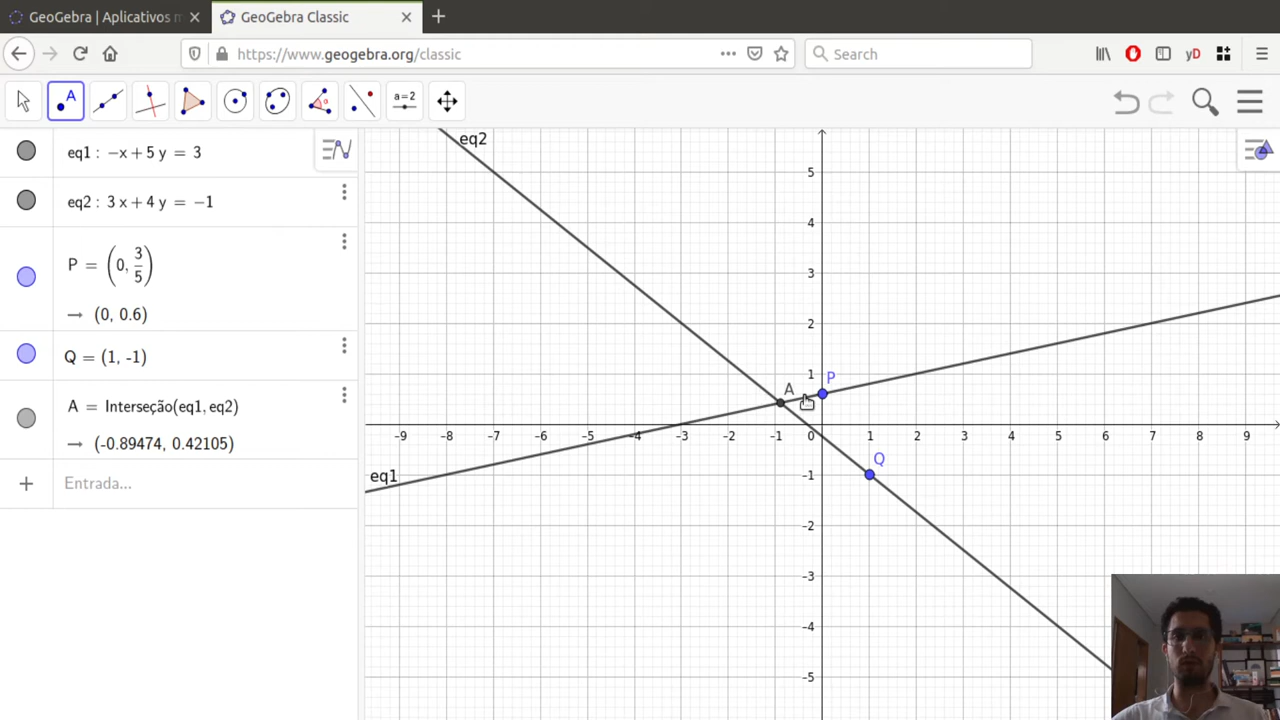 GeoGebra | Aplicativos m
GeoGebra Classic
https://www.geogebra.org/classic
Search
yD
A
α
a=2
eq1 : −x + 5 y = 3
eq2 : 3 x + 4 y = −1
P = (0, 3/5)
→ (0, 0.6)
Q = (1, -1)
A = Interseção(eq1, eq2)
→ (-0.89474, 0.42105)
+ Entrada...
eq2
eq1
A
P
Q
5
4
3
2
1
-9 -8 -7 -6 -5 -4 -3 -2 -1 0 1 2 3 4 5 6 7 8 9
-1
-2
-3
-4
-5